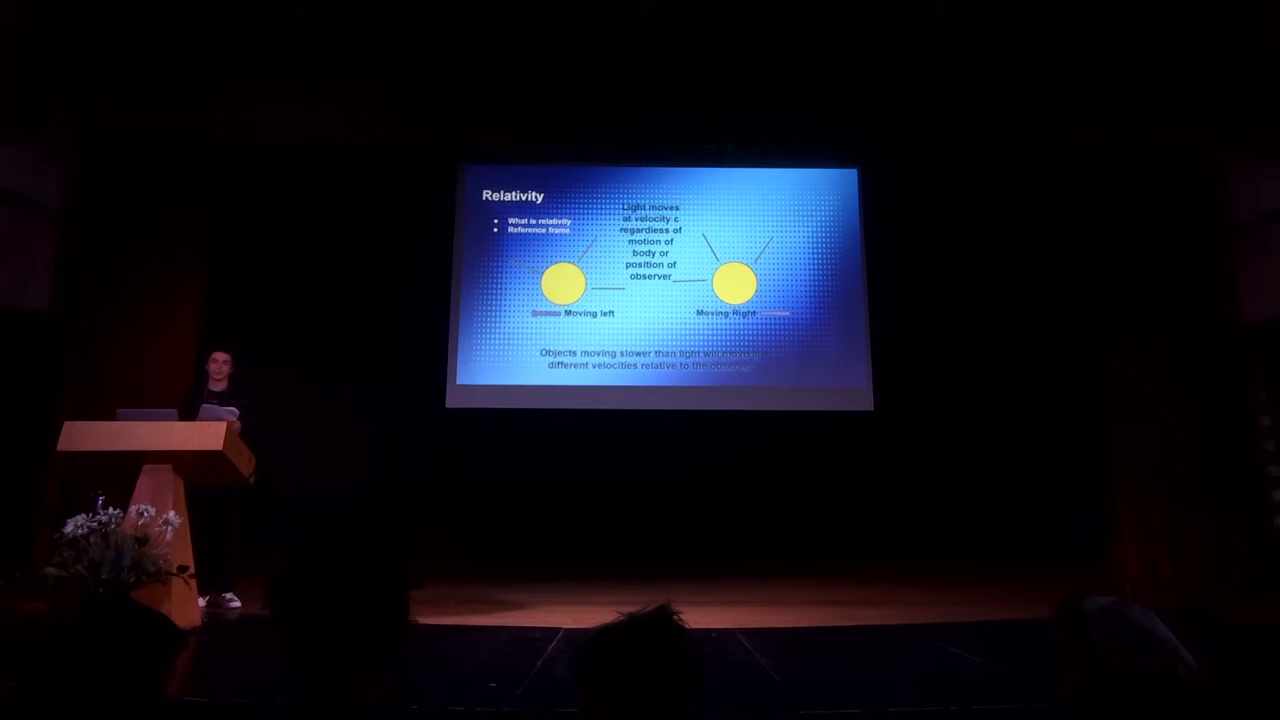 Relativity
What is relativity
Reference frame
Light moves
at velocity c
regardless of
motion of
body or
position of
observer
Moving left
Moving Right
Objects moving slower than light will move at
different velocities relative to the observer